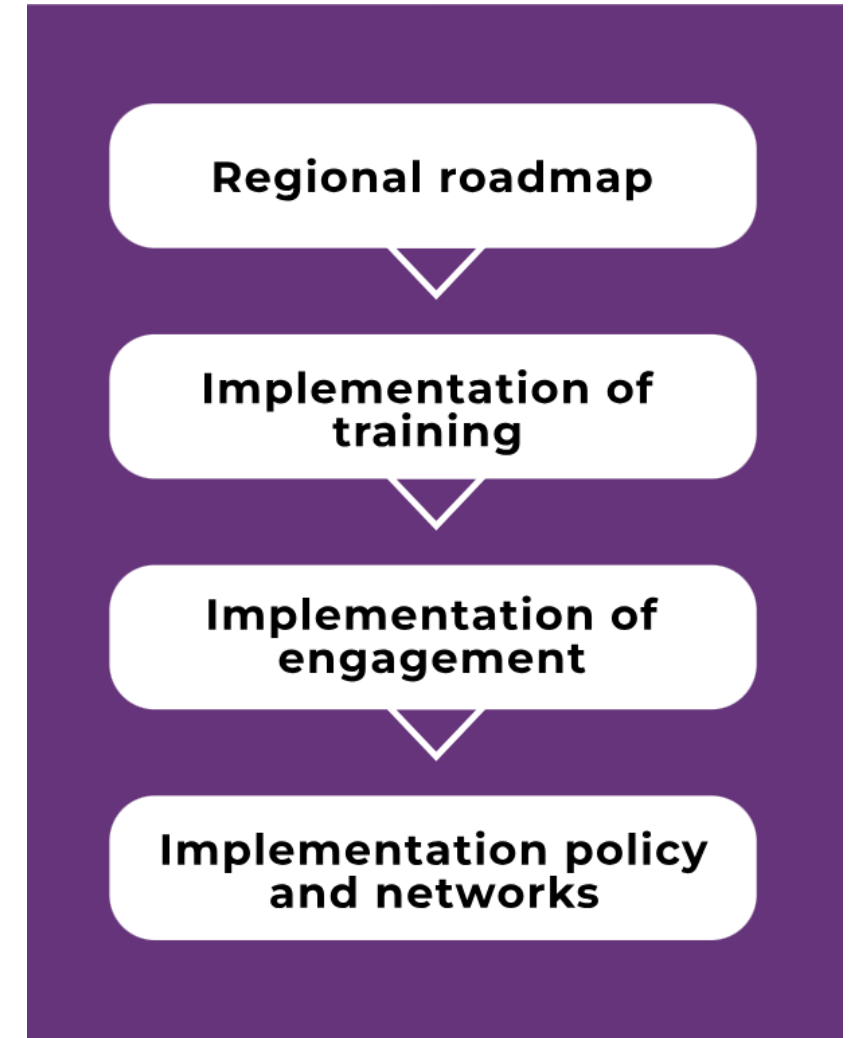 Regional roadmap
Implementation of
training
Implementation of
engagement
Implementation policy
and networks